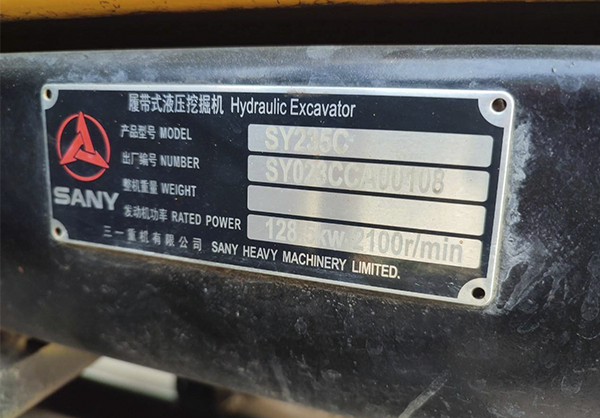 履带式液压挖掘机 Hydraulic Excavator
产品型号 MODEL SY235C
出厂编号 NUMBER SY023CCA00108
整机重量 WEIGHT
发动机功率 RATED POWER 128.5kw-2100r/min
SANY
三一重机有限公司 SANY HEAVY MACHINERY LIMITED.